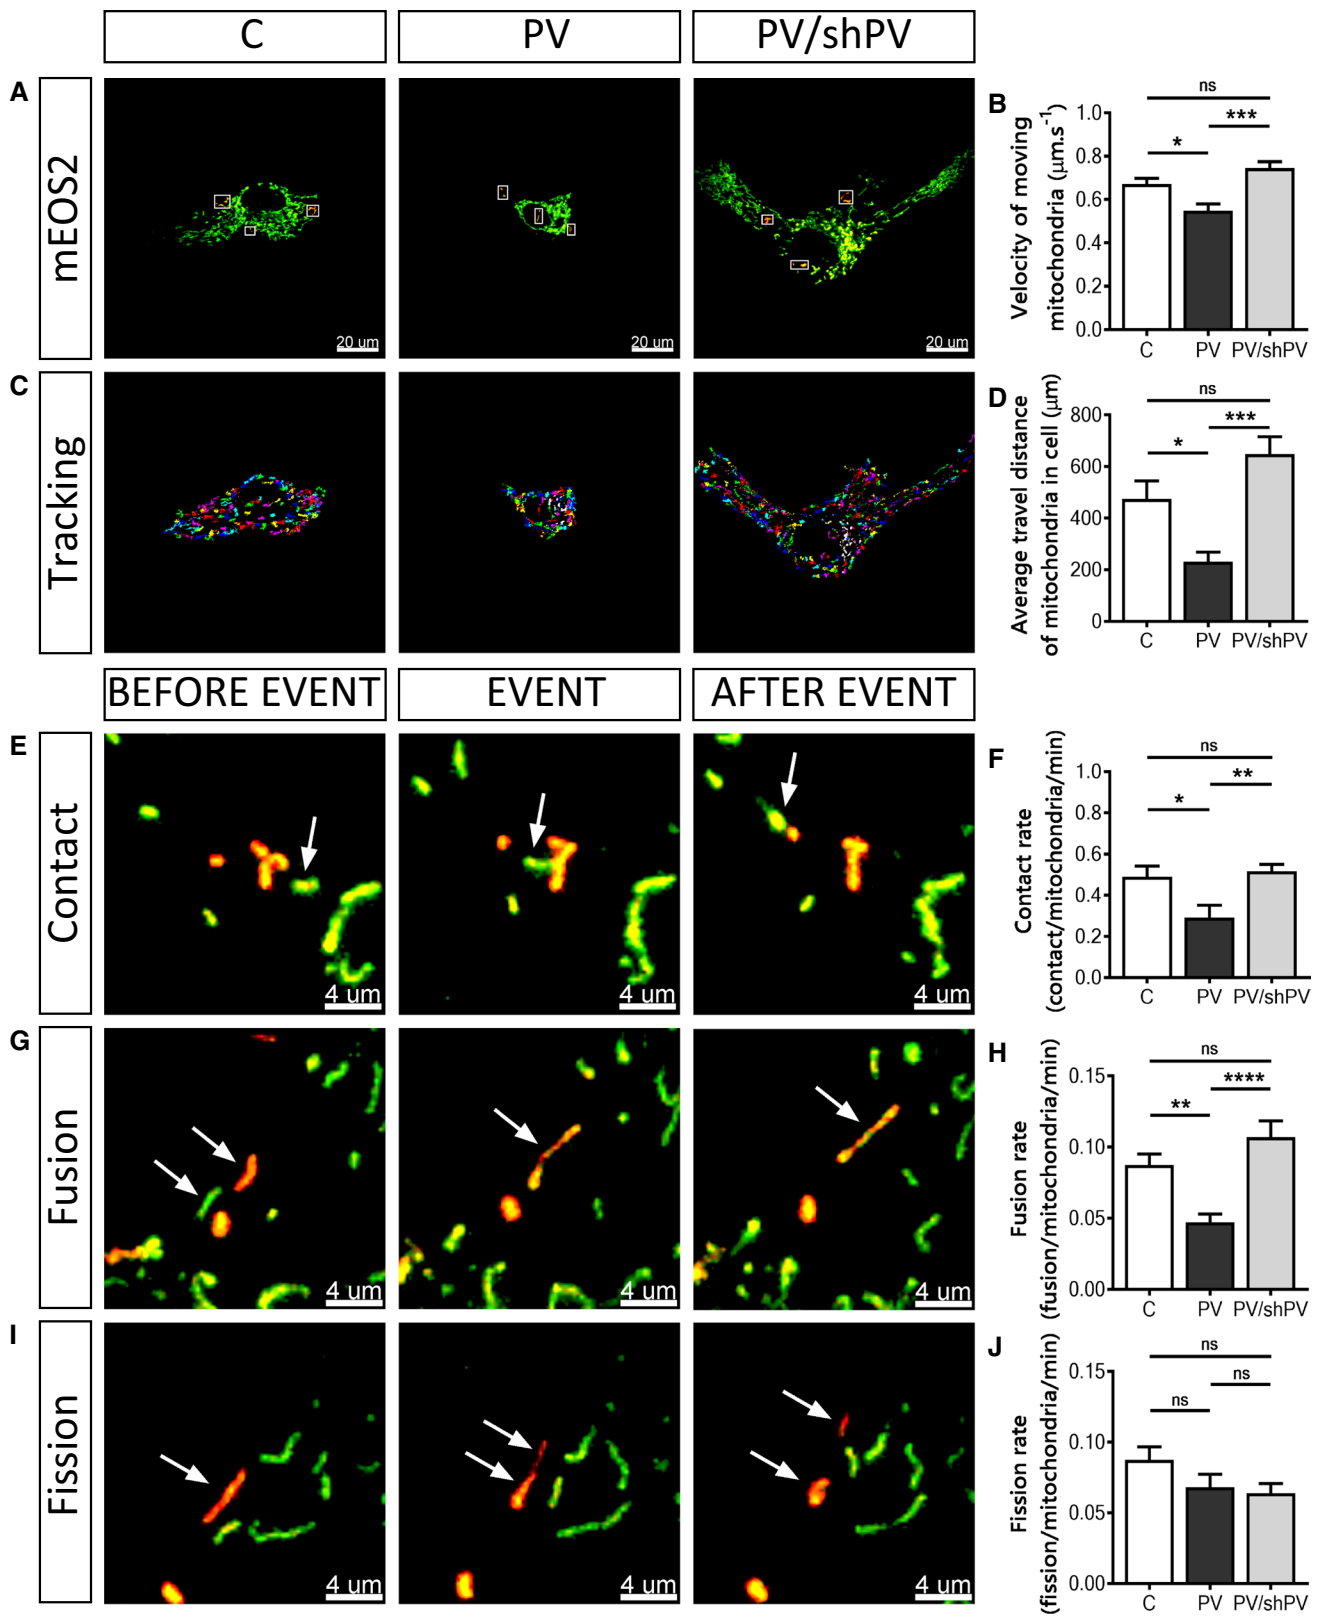 C PV PV/shPV
A
mEOS2
20 um
20 um
20 um
B
Velocity of moving
mitochondria (µm.s-1)
ns
***
*
1.0
0.8
0.6
0.4
0.2
0.0
C PV PV/shPV
C
Tracking
D
Average travel distance
of mitochondria in cell (µm)
ns
***
*
800
600
400
200
0
C PV PV/shPV
BEFORE EVENT EVENT AFTER EVENT
E
Contact
4 um
4 um
4 um
F
Contact rate
(contact/mitochondria/min)
ns
**
*
1.0
0.8
0.6
0.4
0.2
0.0
C PV PV/shPV
G
Fusion
4 um
4 um
4 um
H
Fusion rate
(fusion/mitochondria/min)
ns
****
**
0.15
0.10
0.05
0.00
C PV PV/shPV
I
Fission
4 um
4 um
4 um
J
Fission rate
(fission/mitochondria/min)
ns
ns
ns
0.15
0.10
0.05
0.00
C PV PV/shPV